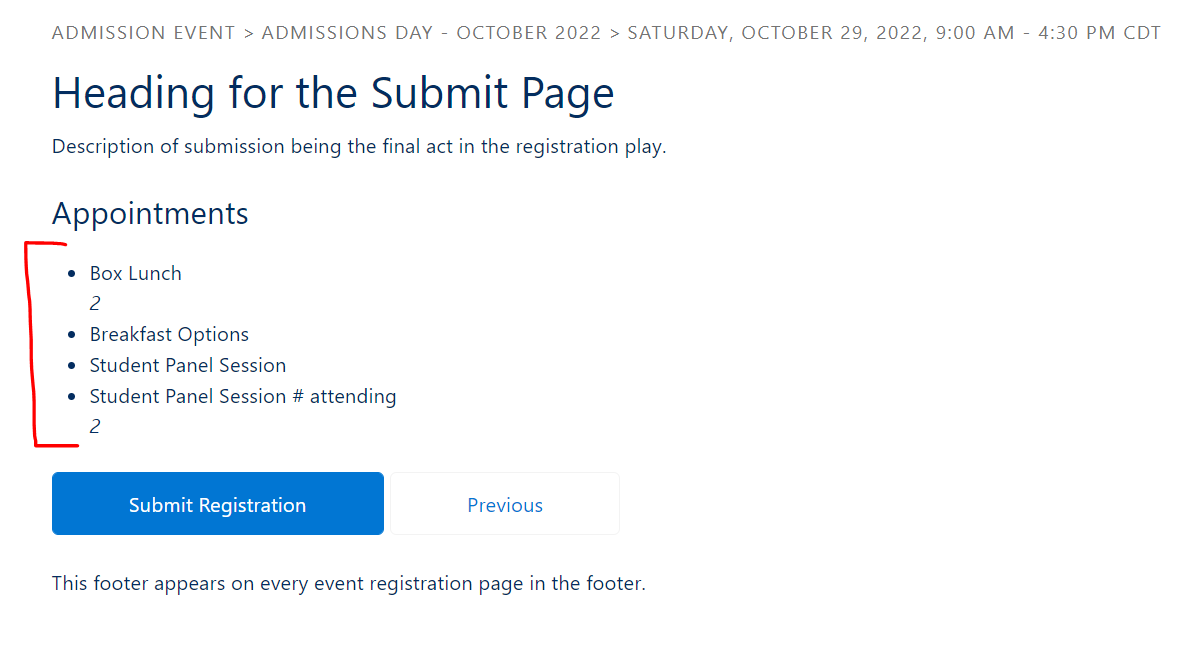 ADMISSION EVENT > ADMISSIONS DAY - OCTOBER 2022 > SATURDAY, OCTOBER 29, 2022, 9:00 AM - 4:30 PM CDT
Heading for the Submit Page
Description of submission being the final act in the registration play.
Appointments
• Box Lunch
2
• Breakfast Options
• Student Panel Session
• Student Panel Session # attending
2
Submit Registration Previous
This footer appears on every event registration page in the footer.